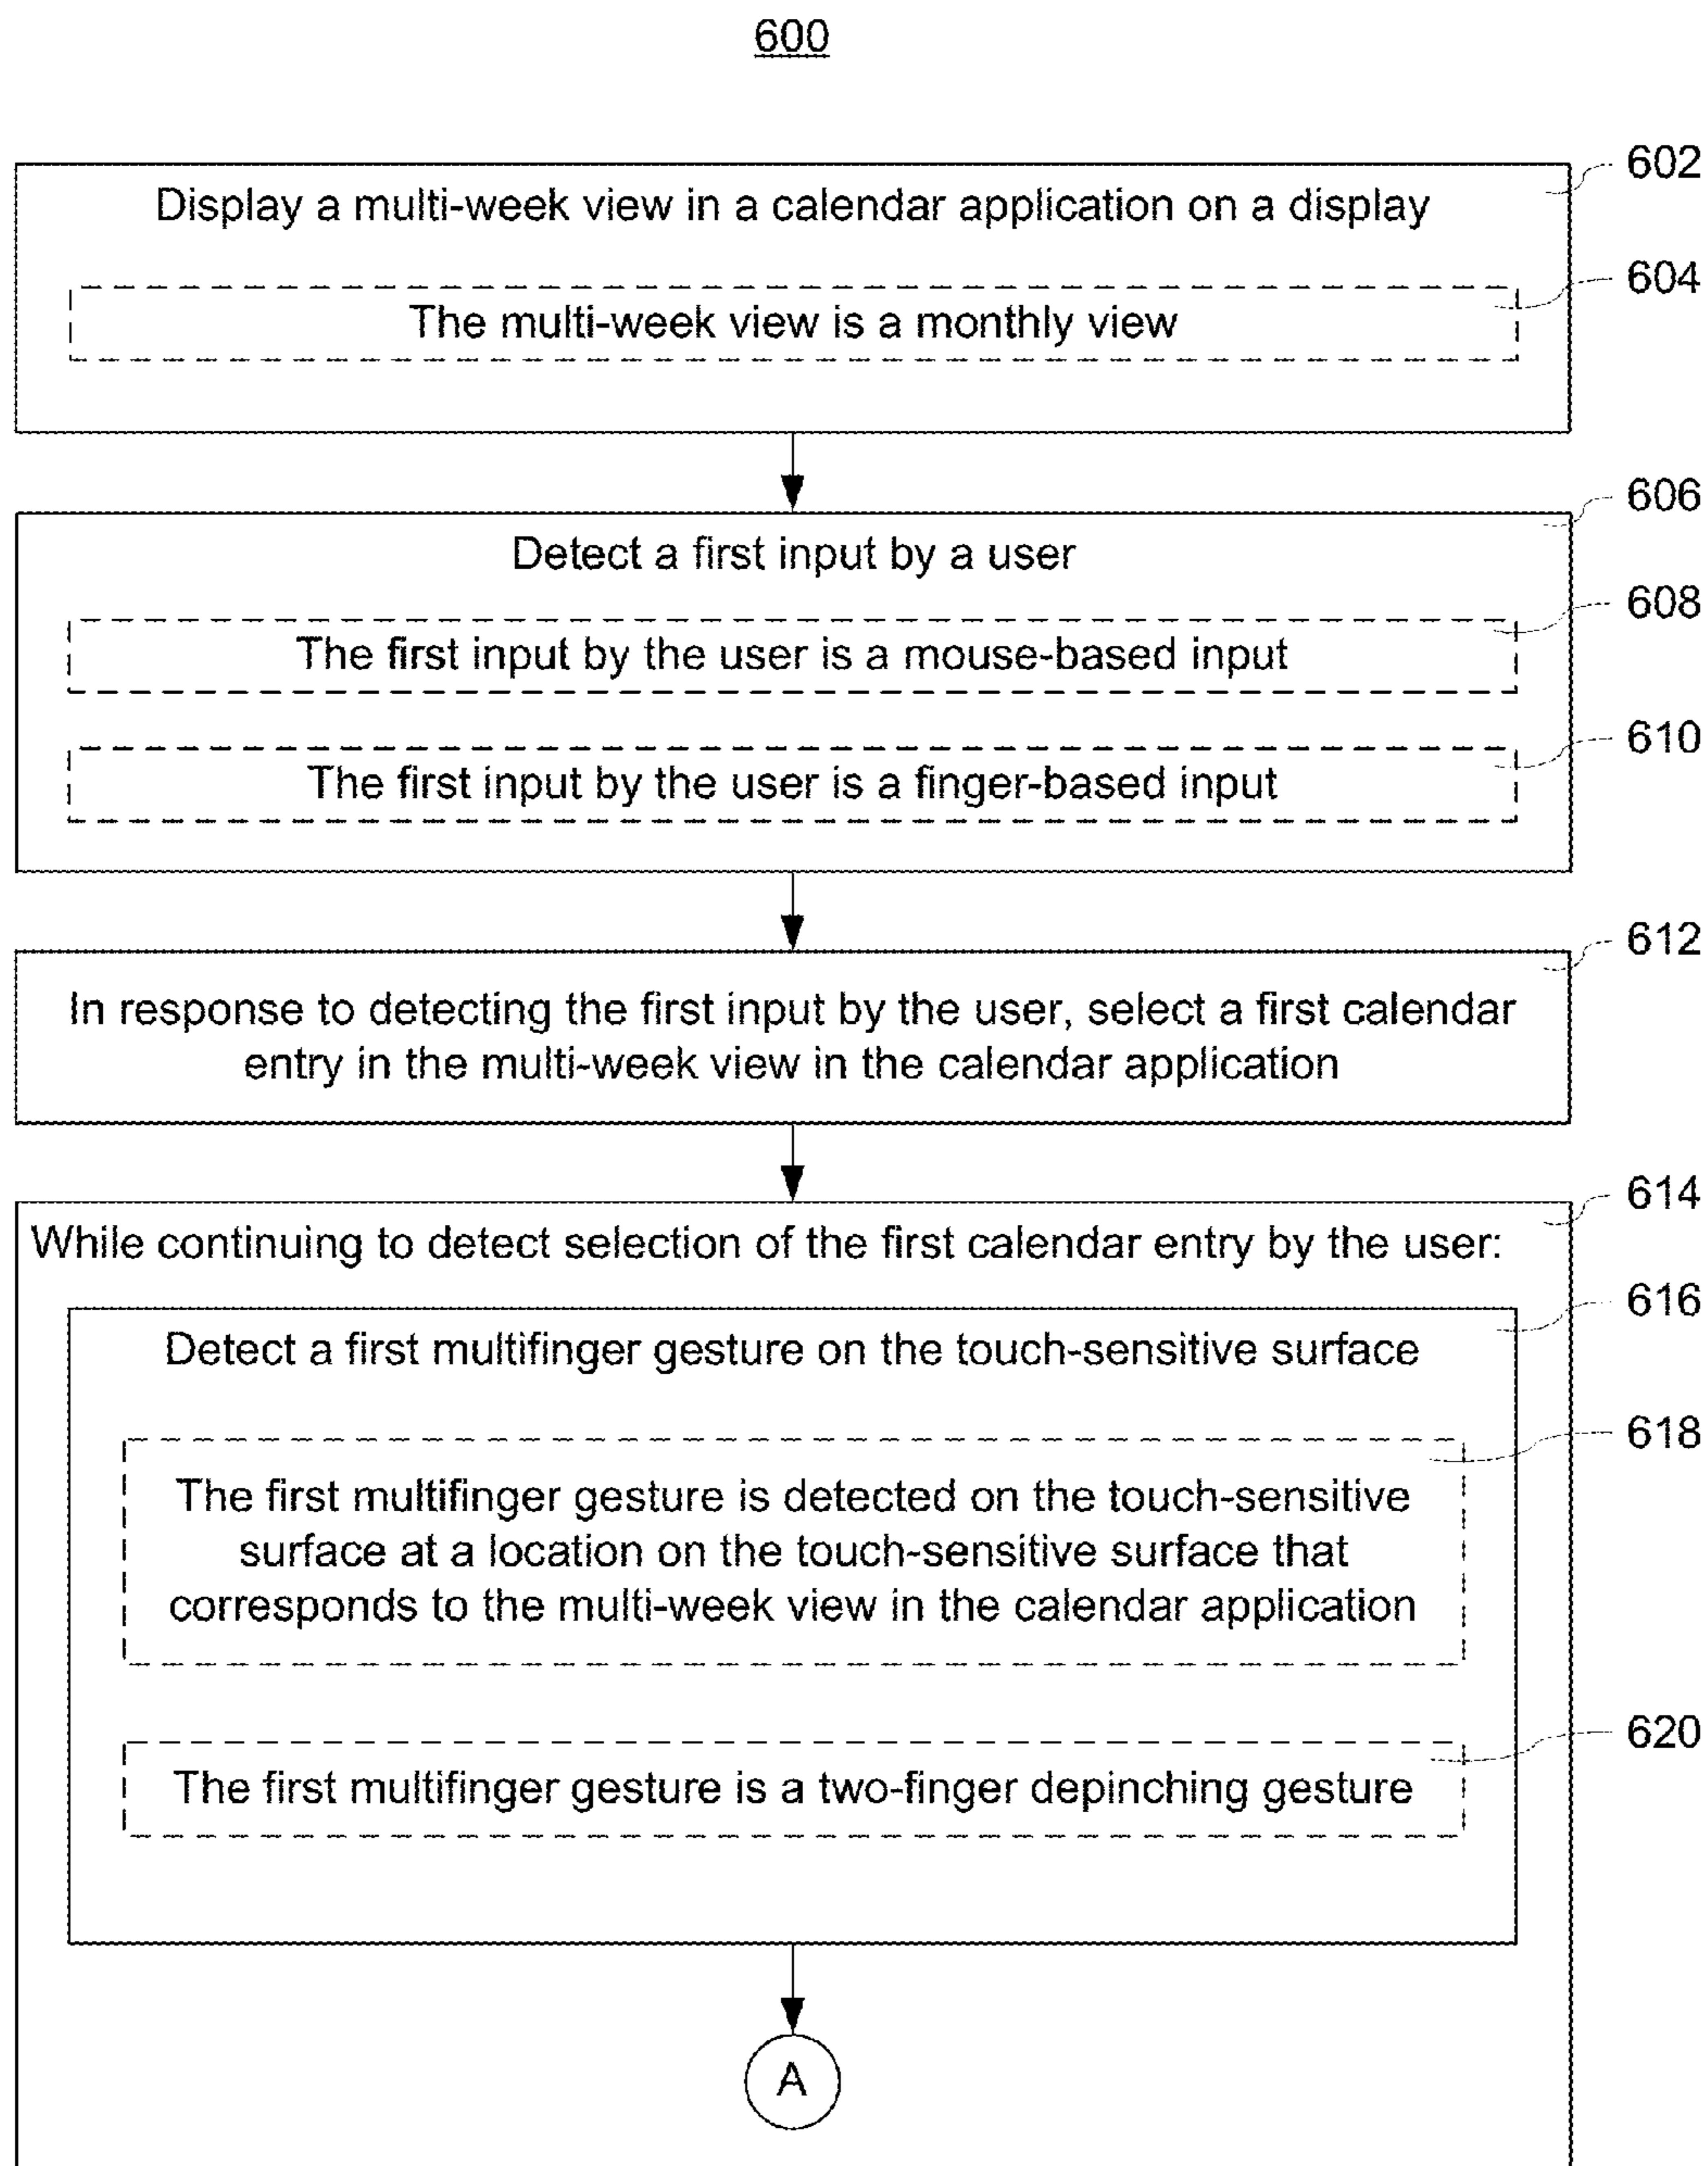 600
602
Display a multi-week view in a calendar application on a display
604
The multi-week view is a monthly view
606
Detect a first input by a user
608
The first input by the user is a mouse-based input
610
The first input by the user is a finger-based input
612
In response to detecting the first input by the user, select a first calendar
entry in the multi-week view in the calendar application
614
While continuing to detect selection of the first calendar entry by the user:
616
Detect a first multifinger gesture on the touch-sensitive surface
618
The first multifinger gesture is detected on the touch-sensitive
surface at a location on the touch-sensitive surface that
corresponds to the multi-week view in the calendar application
620
The first multifinger gesture is a two-finger depinching gesture
A